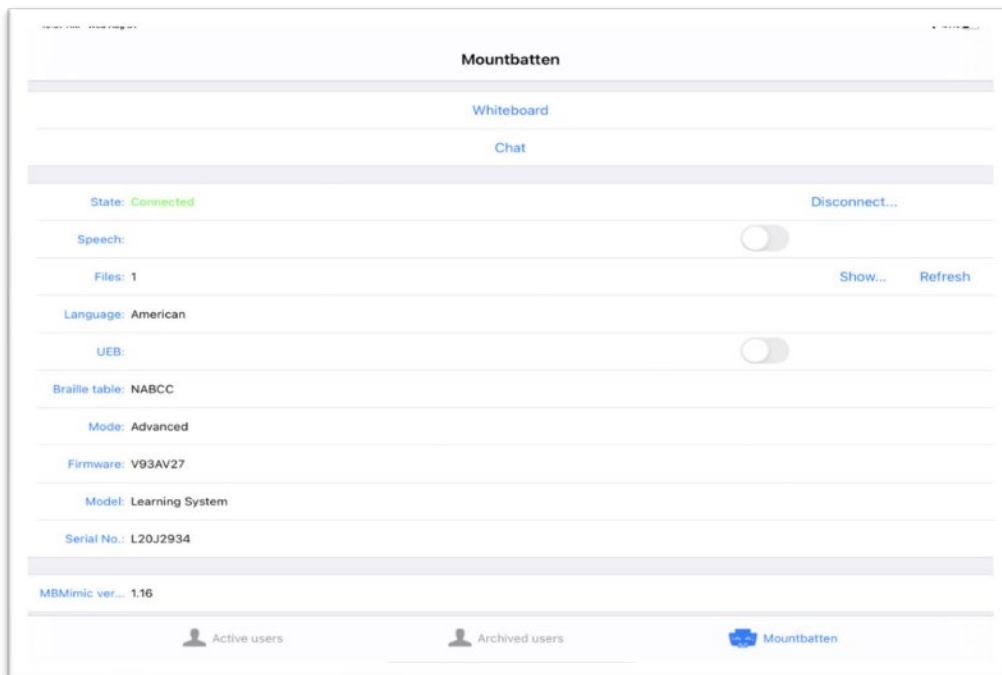 Mountbatten
Whiteboard
Chat
State: Connected Disconnect...
Speech:
Files: 1 Show... Refresh
Language: American
UEB:
Braille table: NABCC
Mode: Advanced
Firmware: V93AV27
Model: Learning System
Serial No.: L20J2934
MBMimic ver... 1.16
Active users Archived users Mountbatten